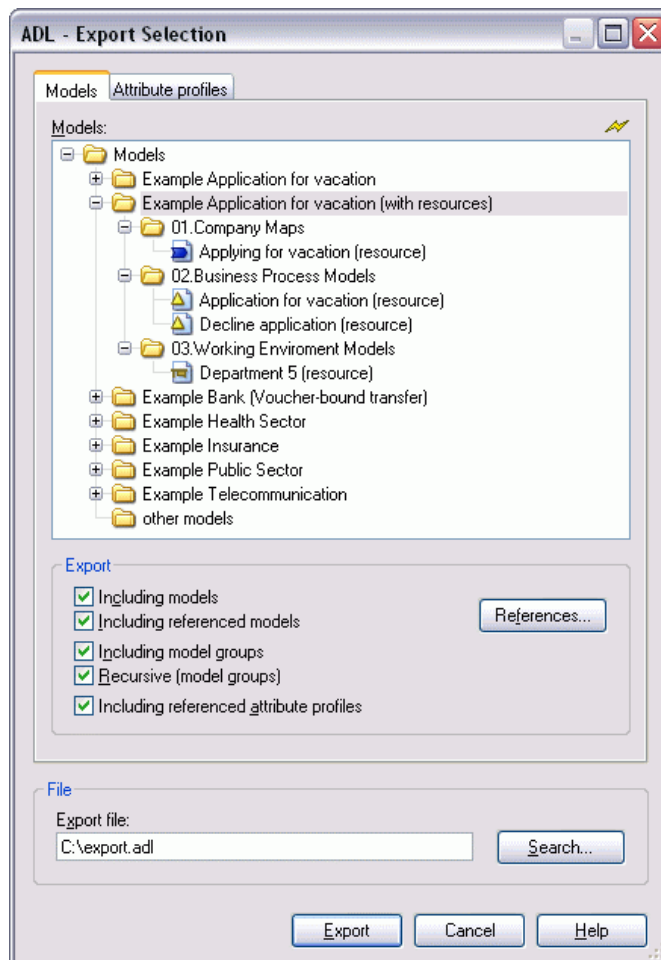 ADL - Export Selection
Models Attribute profiles
Models:
Models
Example Application for vacation
Example Application for vacation (with resources)
01.Company Maps
Applying for vacation (resource)
02.Business Process Models
Application for vacation (resource)
Decline application (resource)
03.Working Enviroment Models
Department 5 (resource)
Example Bank (Voucher-bound transfer)
Example Health Sector
Example Insurance
Example Public Sector
Example Telecommunication
other models
Export
Including models
Including referenced models
References...
Including model groups
Recursive (model groups)
Including referenced attribute profiles
File
Export file:
C:\export.adl Search...
Export Cancel Help